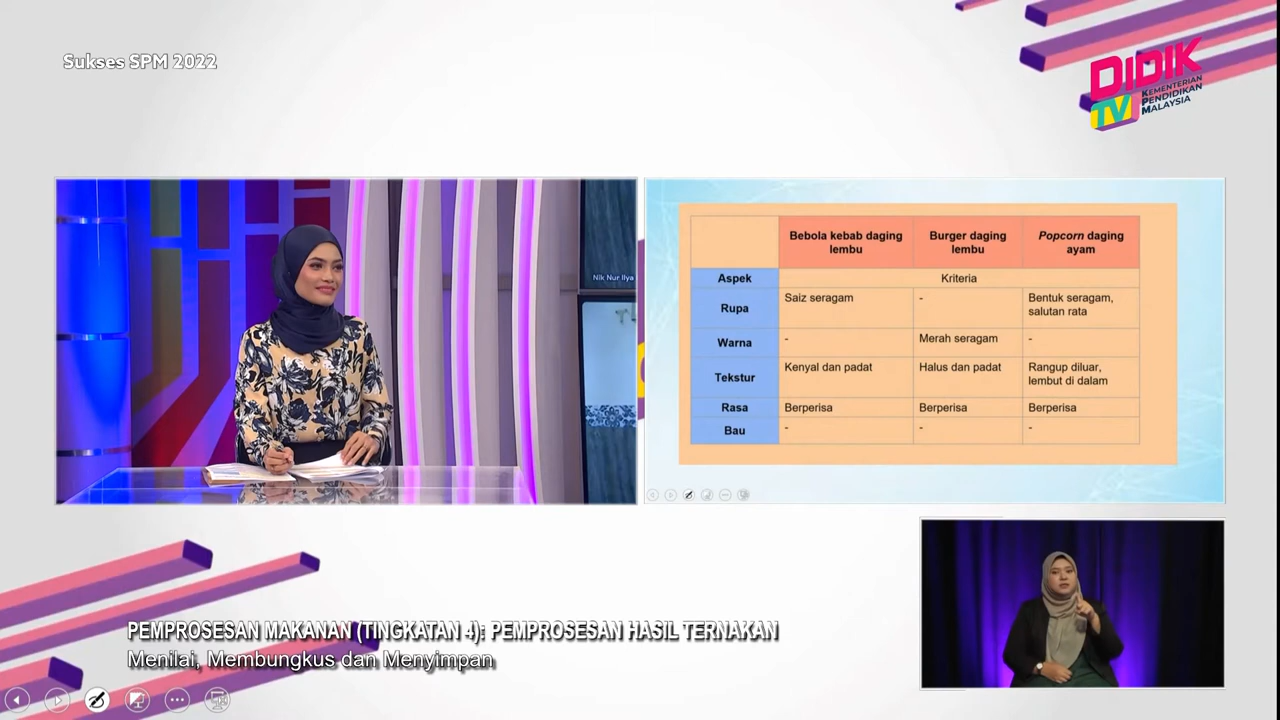 Sukses SPM 2022
DIDIK
TV
KEMENTERIAN
PENDIDIKAN
MALAYSIA
Nik Nur Ilya
Bebola kebab daging
lembu
Burger daging
lembu
Popcorn daging
ayam
Aspek
Kriteria
Rupa
Saiz seragam
-
Bentuk seragam,
salutan rata
Warna
-
Merah seragam
-
Tekstur
Kenyal dan padat
Halus dan padat
Rangup diluar,
lembut di dalam
Rasa
Berperisa
Berperisa
Berperisa
Bau
-
-
-
PEMPROSESAN MAKANAN (TINGKATAN 4): PEMPROSESAN HASIL TERNAKAN
Menilai, Membungkus dan Menyimpan